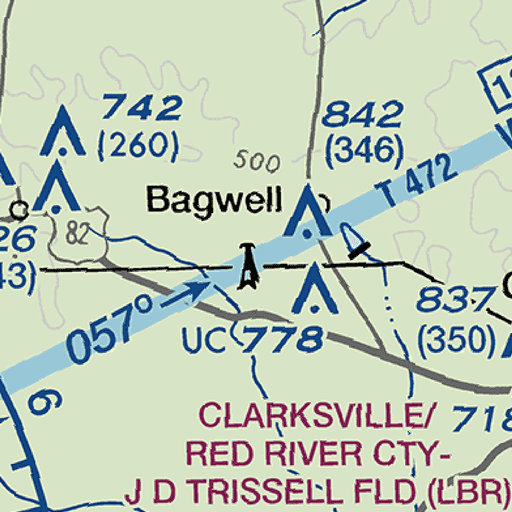 742
(260)
842
(346)
500
T 472
Bagwell
82
26
057°
UC 778
837
(350)
6
CLARKSVILLE/
718
RED RIVER CTY-
J D TRISSELL FLD (LBR)